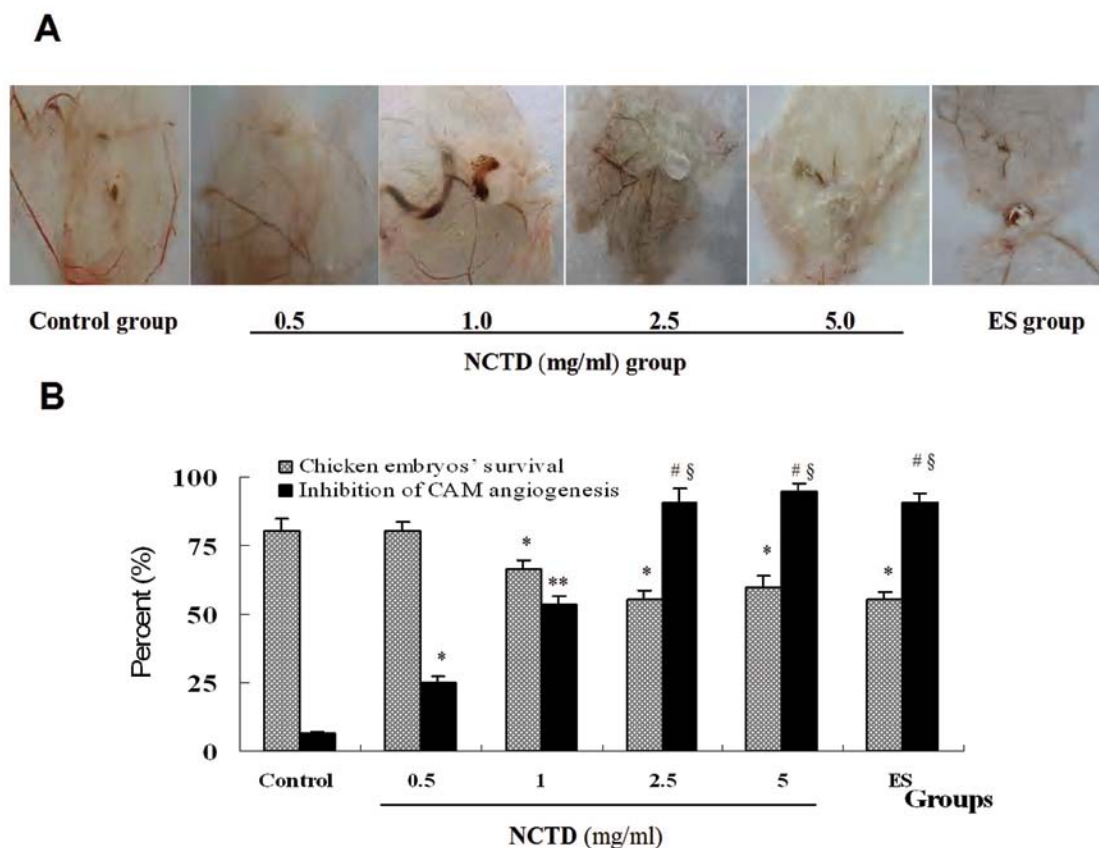 A
Control group 0.5 1.0 2.5 5.0 ES group
NCTD (mg/ml) group
B
Chicken embryos' survival
Inhibition of CAM angiogenesis
# § # § # §
* ** * * * *
100
75
50
25
0
Percent (%)
Control 0.5 1 2.5 5 ES
Groups
NCTD (mg/ml)